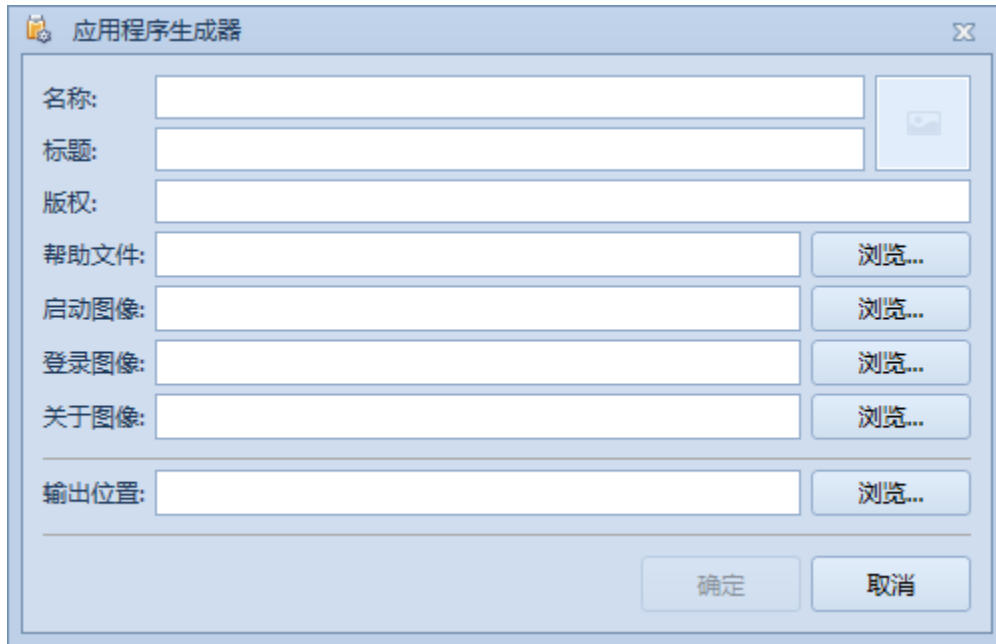 应用程序生成器
名称:
标题:
版权:
帮助文件: 浏览...
启动图像: 浏览...
登录图像: 浏览...
关于图像: 浏览...
输出位置: 浏览...
确定 取消